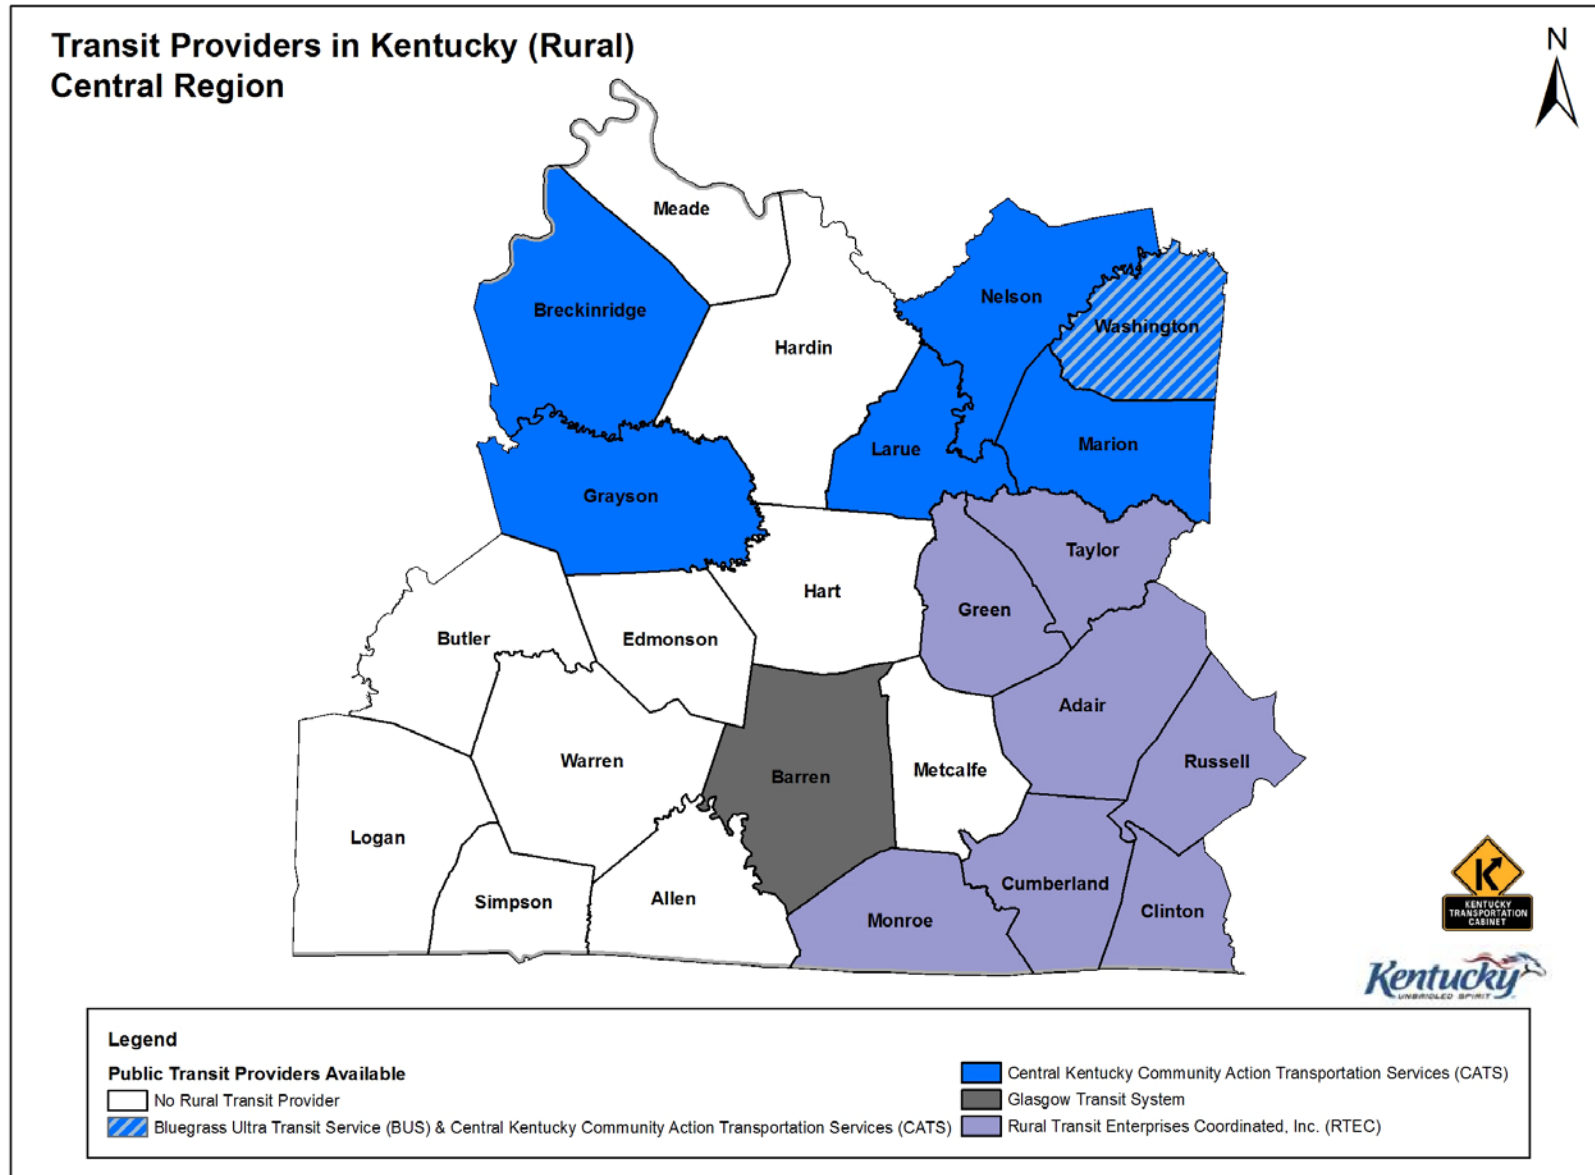 Transit Providers in Kentucky (Rural)
Central Region
N
Meade
Breckinridge
Nelson
Washington
Hardin
Larue
Marion
Grayson
Taylor
Hart
Green
Butler
Edmonson
Adair
Warren
Barren
Metcalfe
Russell
Logan
Simpson
Allen
Cumberland
Monroe
Clinton
K
KENTUCKY
TRANSPORTATION
CABINET
Kentucky
UNBRIDLED SPIRIT
Legend
Public Transit Providers Available
No Rural Transit Provider
Bluegrass Ultra Transit Service (BUS) & Central Kentucky Community Action Transportation Services (CATS)
Central Kentucky Community Action Transportation Services (CATS)
Glasgow Transit System
Rural Transit Enterprises Coordinated, Inc. (RTEC)